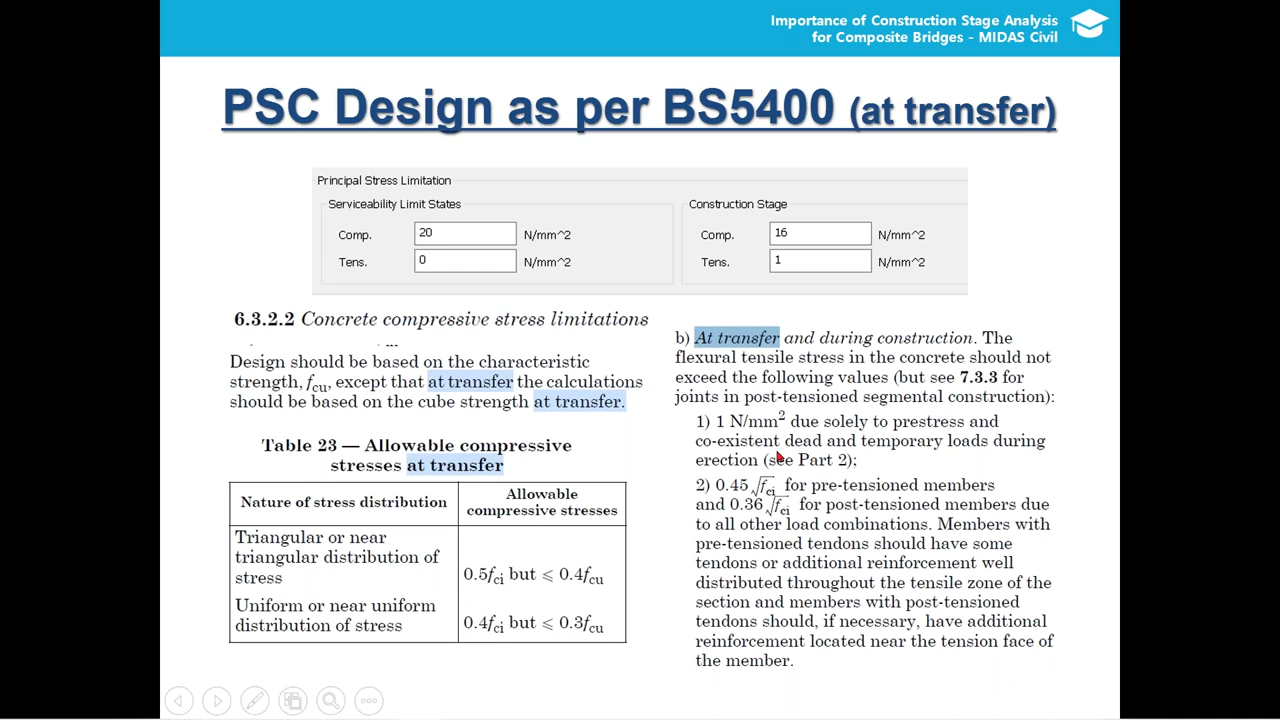 Importance of Construction Stage Analysis
for Composite Bridges - MIDAS Civil
PSC Design as per BS5400 (at transfer)
Principal Stress Limitation
Serviceability Limit States
Comp. 20 N/mm^2
Tens. 0 N/mm^2
Construction Stage
Comp. 16 N/mm^2
Tens. 1 N/mm^2
6.3.2.2 Concrete compressive stress limitations
Design should be based on the characteristic
strength, fcu, except that at transfer the calculations
should be based on the cube strength at transfer.
Table 23 — Allowable compressive
stresses at transfer
Nature of stress distribution
Allowable
compressive stresses
Triangular or near
triangular distribution of
stress
0.5fci but ⩽ 0.4fcu
Uniform or near uniform
distribution of stress
0.4fci but ⩽ 0.3fcu
b) At transfer and during construction. The
flexural tensile stress in the concrete should not
exceed the following values (but see 7.3.3 for
joints in post-tensioned segmental construction):
1) 1 N/mm2 due solely to prestress and
co-existent dead and temporary loads during
erection (see Part 2);
2) 0.45√fci for pre-tensioned members
and 0.36√fci for post-tensioned members due
to all other load combinations. Members with
pre-tensioned tendons should have some
tendons or additional reinforcement well
distributed throughout the tensile zone of the
section and members with post-tensioned
tendons should, if necessary, have additional
reinforcement located near the tension face of
the member.